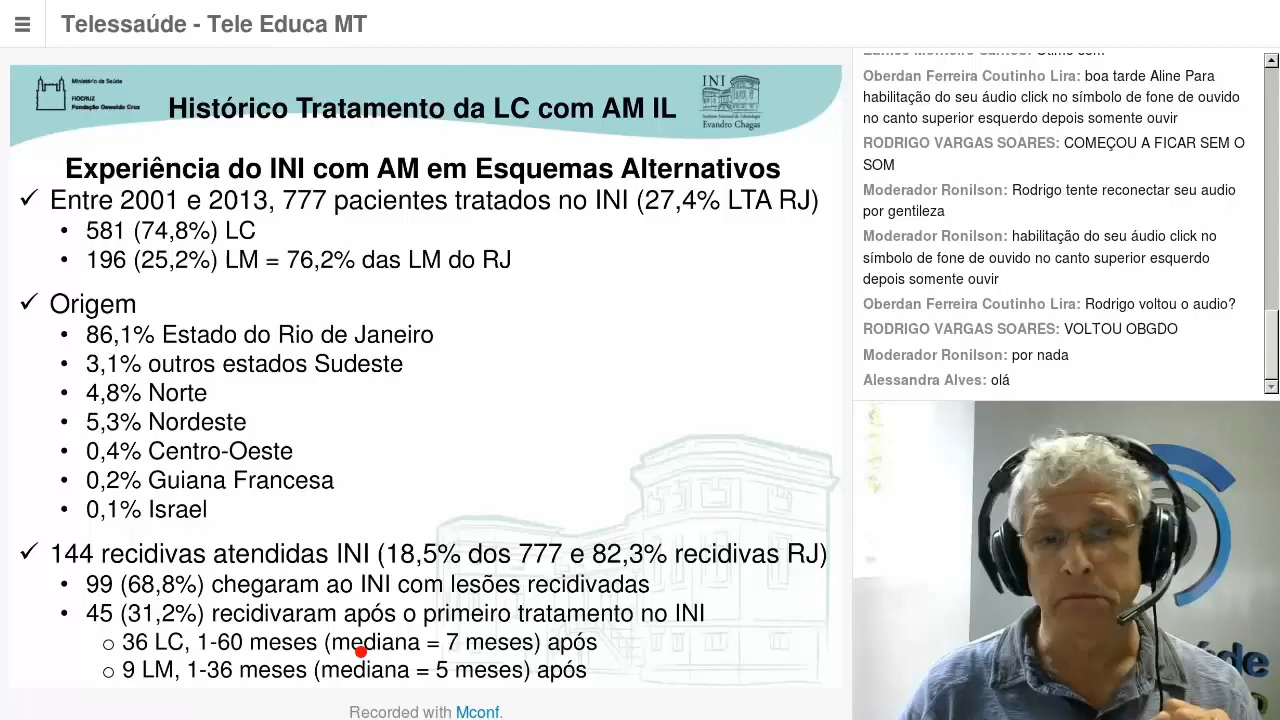 Telessaúde - Tele Educa MT
Ministério da Saúde
FIOCRUZ
Fundação Oswaldo Cruz
INI
Evandro Chagas
Histórico Tratamento da LC com AM IL
Experiência do INI com AM em Esquemas Alternativos
✓ Entre 2001 e 2013, 777 pacientes tratados no INI (27,4% LTA RJ)
• 581 (74,8%) LC
• 196 (25,2%) LM = 76,2% das LM do RJ
✓ Origem
• 86,1% Estado do Rio de Janeiro
• 3,1% outros estados Sudeste
• 4,8% Norte
• 5,3% Nordeste
• 0,4% Centro-Oeste
• 0,2% Guiana Francesa
• 0,1% Israel
✓ 144 recidivas atendidas INI (18,5% dos 777 e 82,3% recidivas RJ)
• 99 (68,8%) chegaram ao INI com lesões recidivadas
• 45 (31,2%) recidivaram após o primeiro tratamento no INI
○ 36 LC, 1-60 meses (mediana = 7 meses) após
○ 9 LM, 1-36 meses (mediana = 5 meses) após
Recorded with Mconf.
Oberdan Ferreira Coutinho Lira: boa tarde Aline Para
habilitação do seu áudio click no símbolo de fone de ouvido
no canto superior esquerdo depois somente ouvir
RODRIGO VARGAS SOARES: COMEÇOU A FICAR SEM O
SOM
Moderador Ronilson: Rodrigo tente reconectar seu audio
por gentileza
Moderador Ronilson: habilitação do seu áudio click no
símbolo de fone de ouvido no canto superior esquerdo
depois somente ouvir
Oberdan Ferreira Coutinho Lira: Rodrigo voltou o audio?
RODRIGO VARGAS SOARES: VOLTOU OBGDO
Moderador Ronilson: por nada
Alessandra Alves: olá